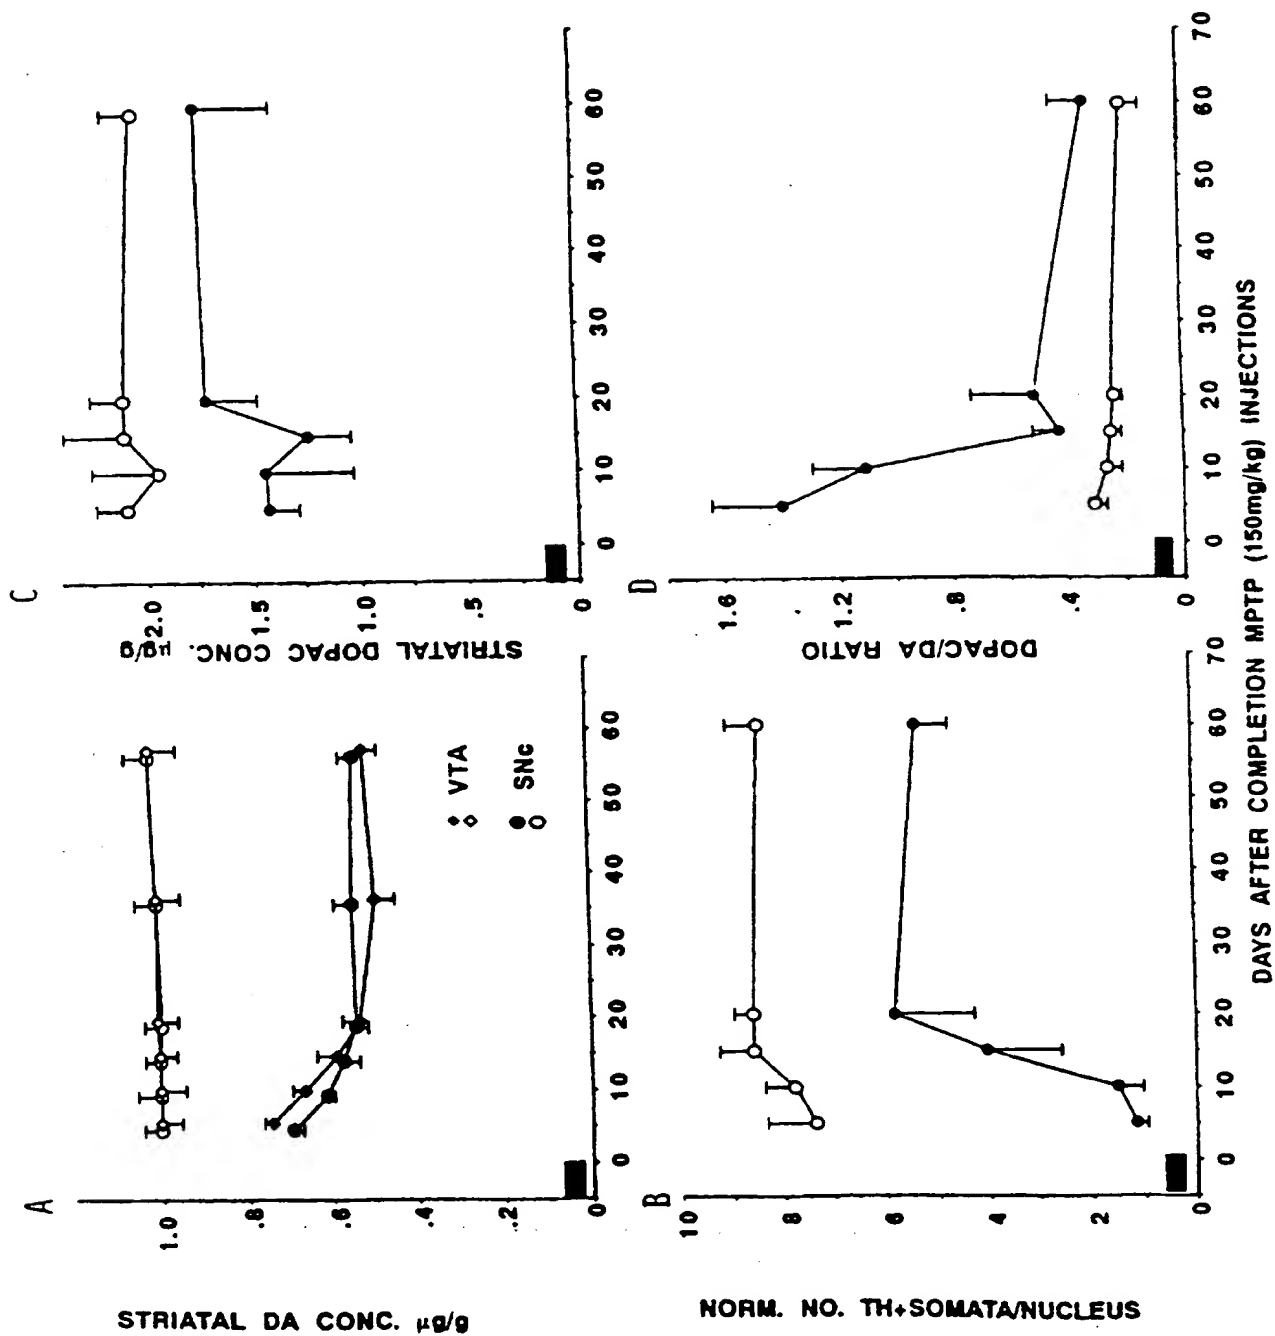 A
STRIATAL DA CONC. µg/g
1.0
.8
.6
.4
.2
0
0 10 20 30 40 50 60
VTA
SNc
C
STRIATAL DOPAC CONC. µg/g
2.0
1.5
1.0
.5
0
0 10 20 30 40 50 60
B
NORM. NO. TH+SOMATA/NUCLEUS
10
8
6
4
2
0
0 10 20 30 40 50 60 70
D
DOPAC/DA RATIO
1.6
1.2
.8
.4
0
0 10 20 30 40 50 60 70
DAYS AFTER COMPLETION MPTP (150mg/kg) INJECTIONS